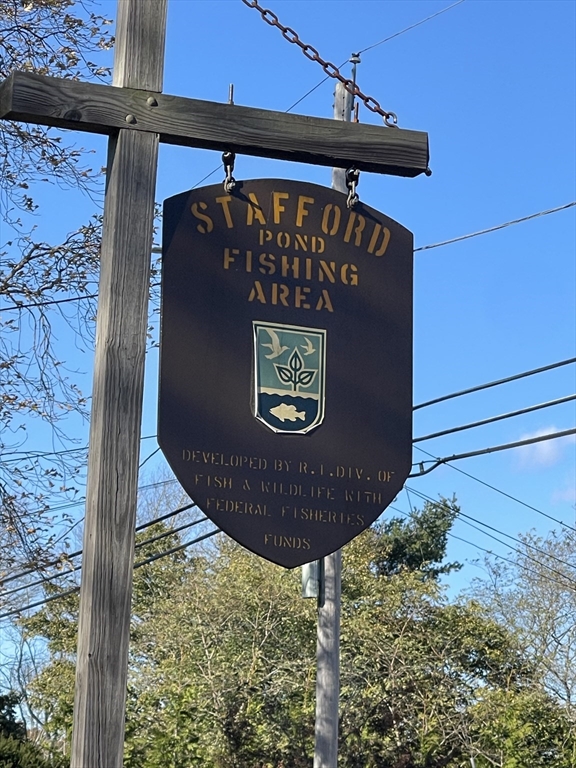 STAFFORD
POND
FISHING
AREA
DEVELOPED BY R.I. DIV. OF
FISH & WILDLIFE WITH
FEDERAL FISHERIES
FUNDS